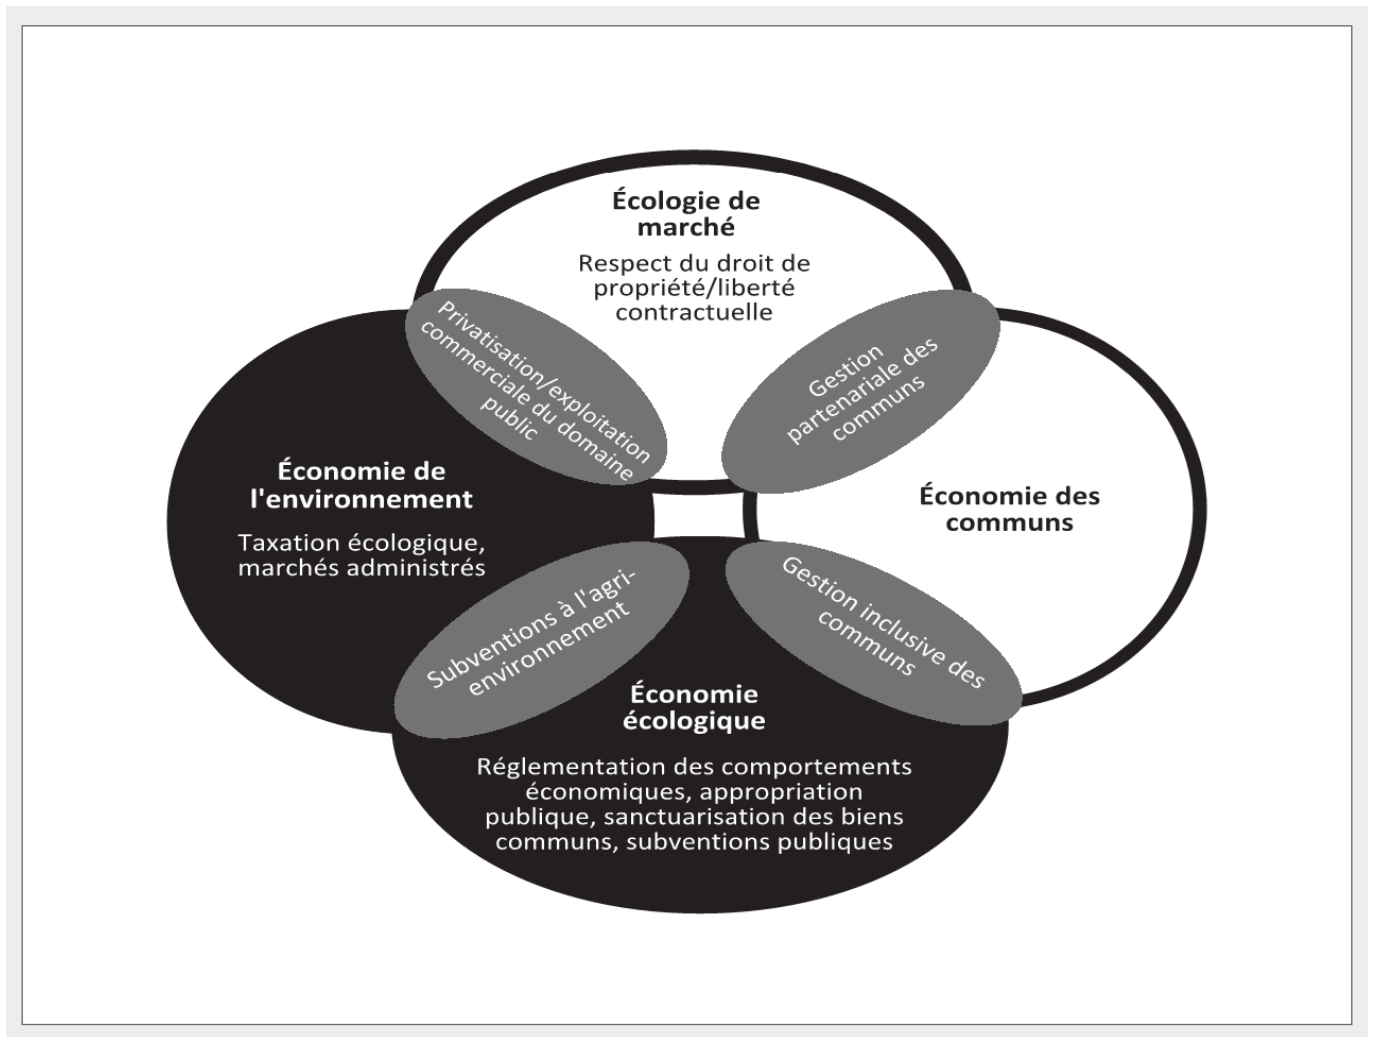 Écologie de
marché
Respect du droit de
propriété/liberté
contractuelle
Privatisation/exploitation
commerciale du domaine
public
Gestion
partenariale des
communs
Économie de
l'environnement
Taxation écologique,
marchés administrés
Économie des
communs
Subventions à l'agri-
environnement
Gestion inclusive des
communs
Économie
écologique
Réglementation des comportements
économiques, appropriation
publique, sanctuarisation des biens
communs, subventions publiques